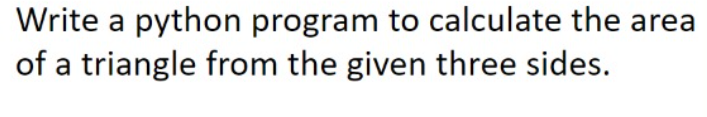 Write a python program to calculate the area
of a triangle from the given three sides.